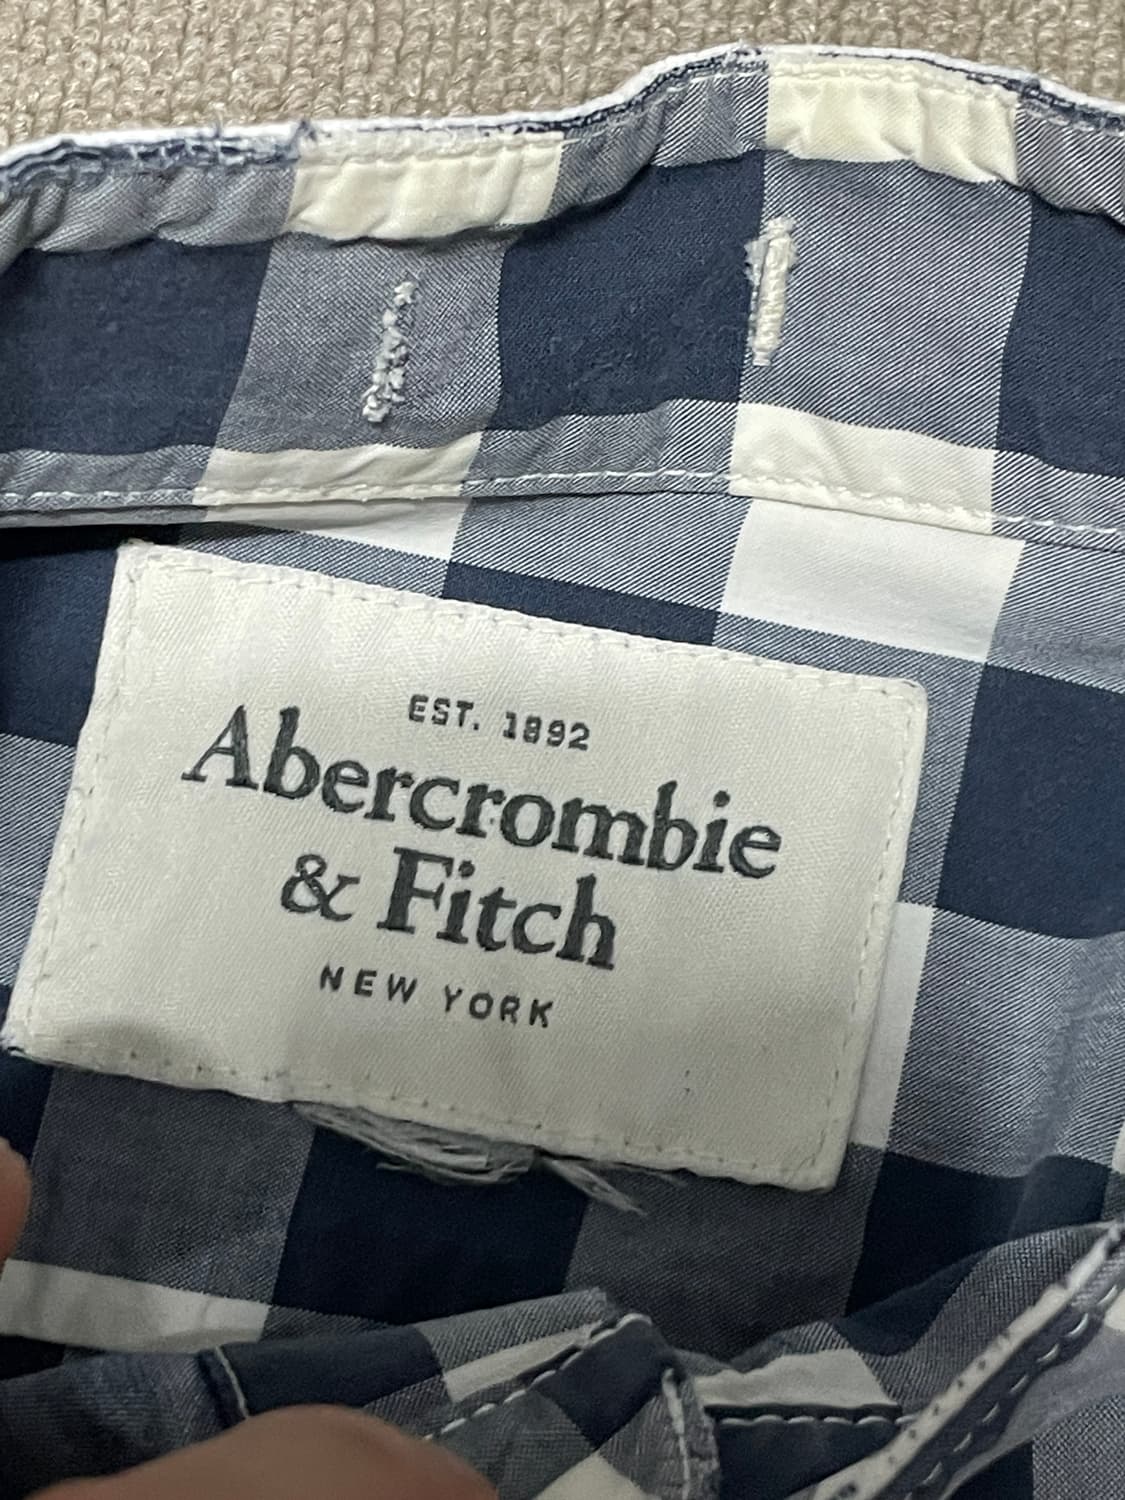 EST. 1892
Abercrombie
& Fitch
NEW YORK